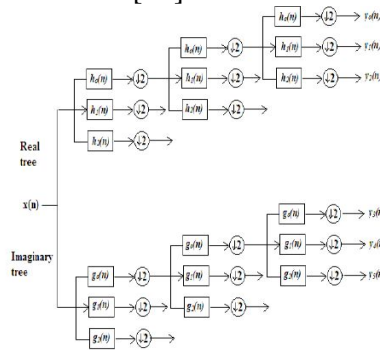 h₀(n) ↓2 y₀(n,
h₀(n) ↓2 h₁(n) ↓2
h₀(n) ↓2 h₁(n) ↓2 h₂(n) ↓2
h₁(n) ↓2 h₂(n) ↓2
h₂(n) ↓2
Real
tree
x(n)
Imaginary
tree
g₀(n) ↓2 y₃(n
g₀(n) ↓2 g₁(n) ↓2 y₄(
g₀(n) ↓2 g₁(n) ↓2 g₂(n) ↓2 y₅(n
g₁(n) ↓2 g₂(n) ↓2
g₂(n) ↓2